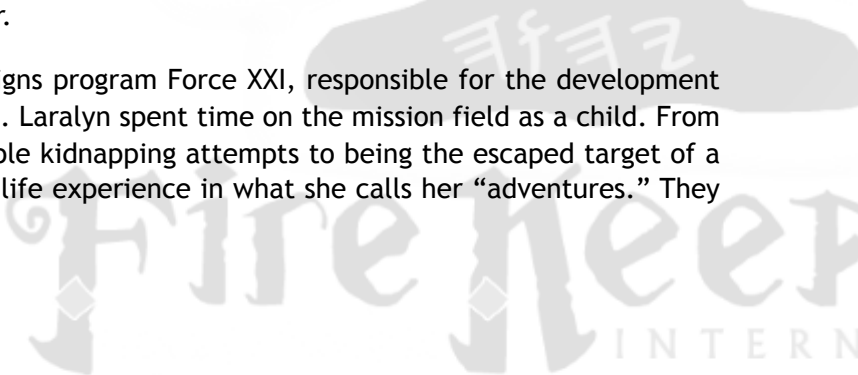 r.
igns program Force XXI, responsible for the development
. Laralyn spent time on the mission field as a child. From
ble kidnapping attempts to being the escaped target of a
life experience in what she calls her “adventures.” They
Fire Keep
INTERN